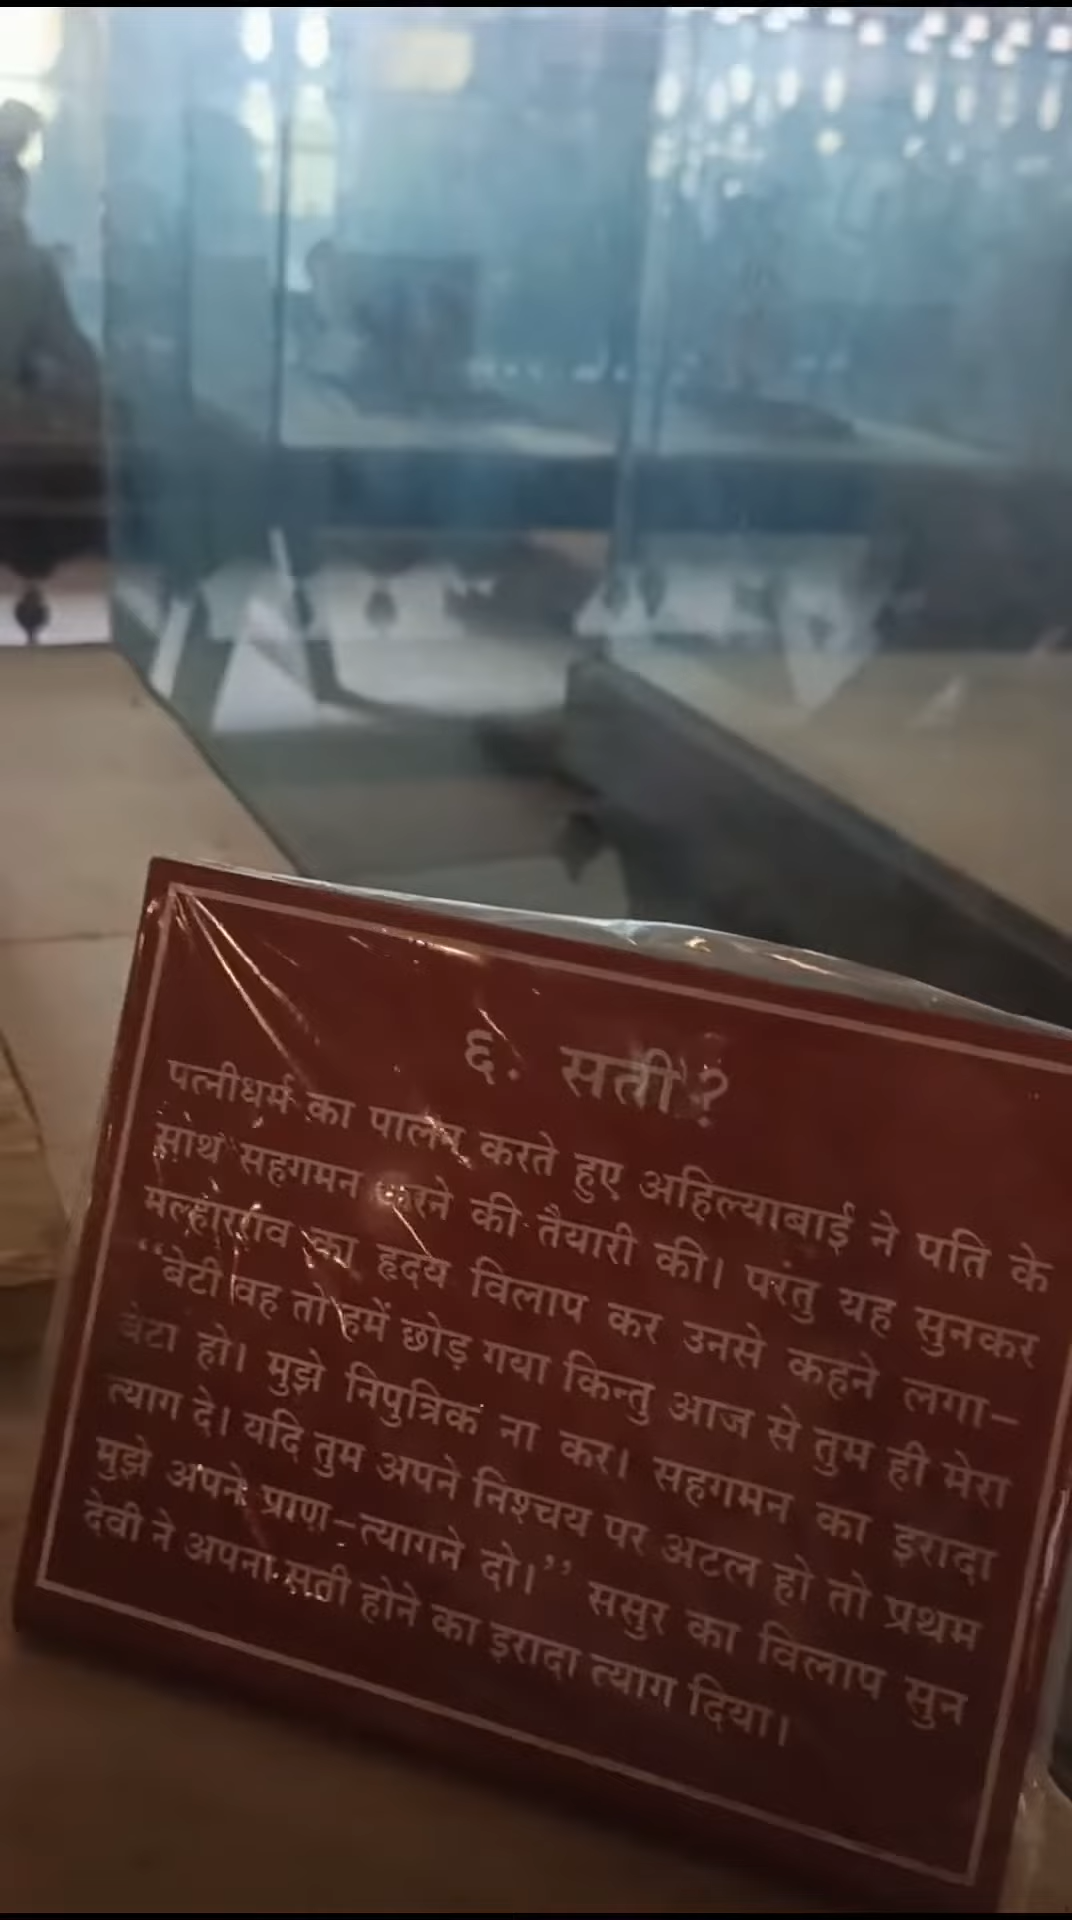 ६. सती?
पत्नीधर्म का पालन करते हुए अहिल्याबाई ने पति के
साथ सहगमन करने की तैयारी की। परंतु यह सुनकर
मल्हारराव का हृदय विलाप कर उनसे कहने लगा–
“बेटी वह तो हमें छोड़ गया किन्तु आज से तुम ही मेरा
बेटा हो। मुझे निपुत्रिक ना कर। सहगमन का इरादा
त्याग दे। यदि तुम अपने निश्चय पर अटल हो तो प्रथम
मुझे अपने प्राण–त्यागने दो।” ससुर का विलाप सुन
देवी ने अपना सती होने का इरादा त्याग दिया।